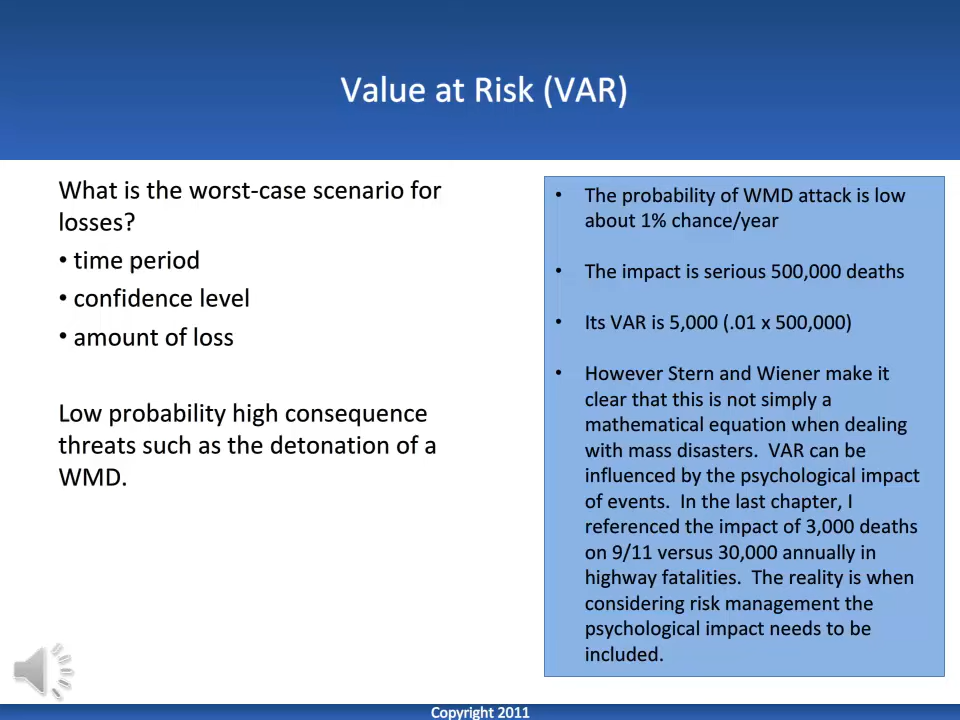 Value at Risk (VAR)
What is the worst-case scenario for
losses?
• time period
• confidence level
• amount of loss
Low probability high consequence
threats such as the detonation of a
WMD.
• The probability of WMD attack is low
about 1% chance/year
• The impact is serious 500,000 deaths
• Its VAR is 5,000 (.01 x 500,000)
• However Stern and Wiener make it
clear that this is not simply a
mathematical equation when dealing
with mass disasters.  VAR can be
influenced by the psychological impact
of events.  In the last chapter, I
referenced the impact of 3,000 deaths
on 9/11 versus 30,000 annually in
highway fatalities.  The reality is when
considering risk management the
psychological impact needs to be
included.
Copyright 2011